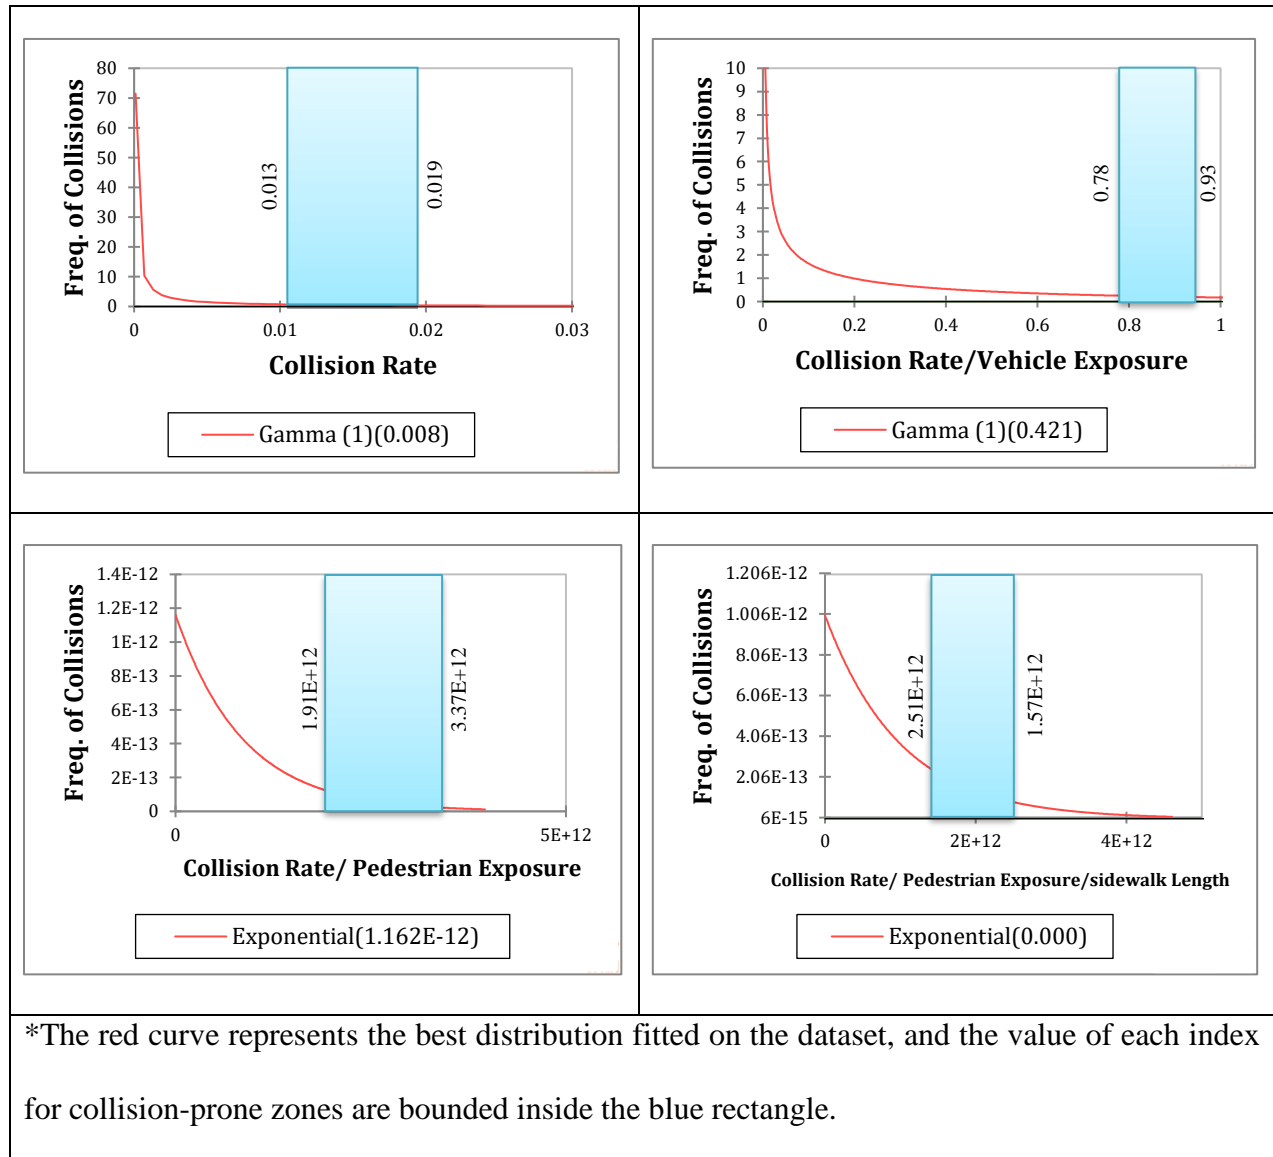 80
70
60
50
40
30
20
10
0
Freq. of Collisions
0.013
0.019
0
0.01
0.02
0.03
Collision Rate
Gamma (1)(0.008)
10
9
8
7
6
5
4
3
2
1
0
Freq. of Collisions
0.78
0.93
0
0.2
0.4
0.6
0.8
1
Collision Rate/Vehicle Exposure
Gamma (1)(0.421)
1.4E-12
1.2E-12
1E-12
8E-13
6E-13
4E-13
2E-13
0
Freq. of Collisions
1.91E+12
3.37E+12
0
5E+12
Collision Rate/ Pedestrian Exposure
Exponential(1.162E-12)
1.206E-12
1.006E-12
8.06E-13
6.06E-13
4.06E-13
2.06E-13
6E-15
Freq. of Collisions
2.51E+12
1.57E+12
0
2E+12
4E+12
Collision Rate/ Pedestrian Exposure/sidewalk Length
Exponential(0.000)
*The red curve represents the best distribution fitted on the dataset, and the value of each index
for collision-prone zones are bounded inside the blue rectangle.